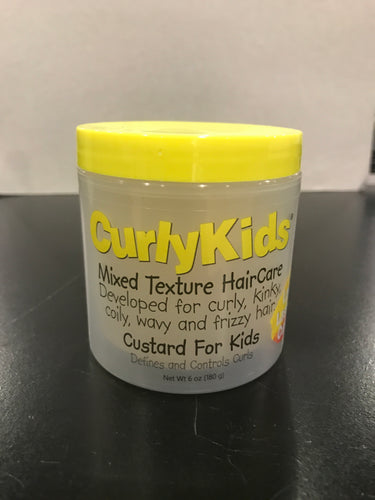 CurlyKids
Mixed Texture HairCare
Developed for curly, kinky,
coily, wavy and frizzy hair.
Custard For Kids
Defines and Controls Curls
Net Wt 6 oz (180 g)